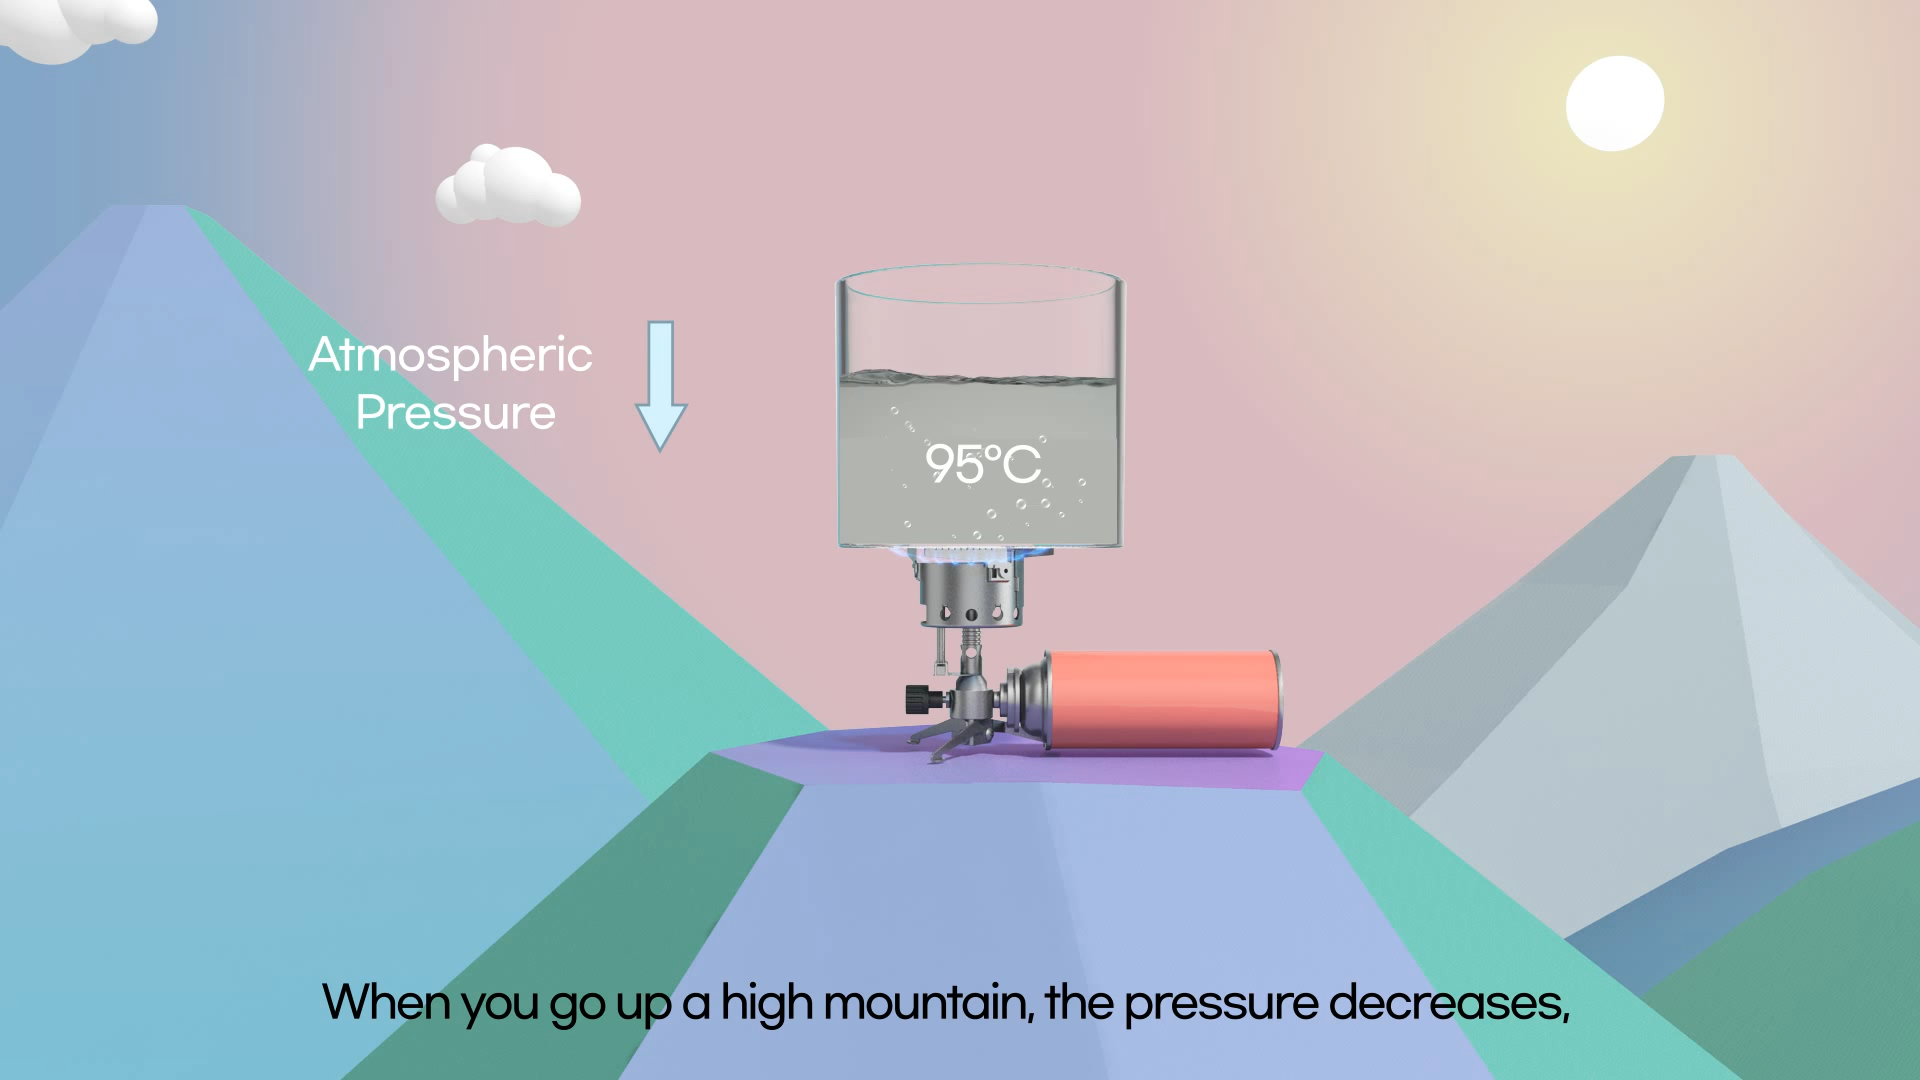 Atmospheric
Pressure
95°C
When you go up a high mountain, the pressure decreases,